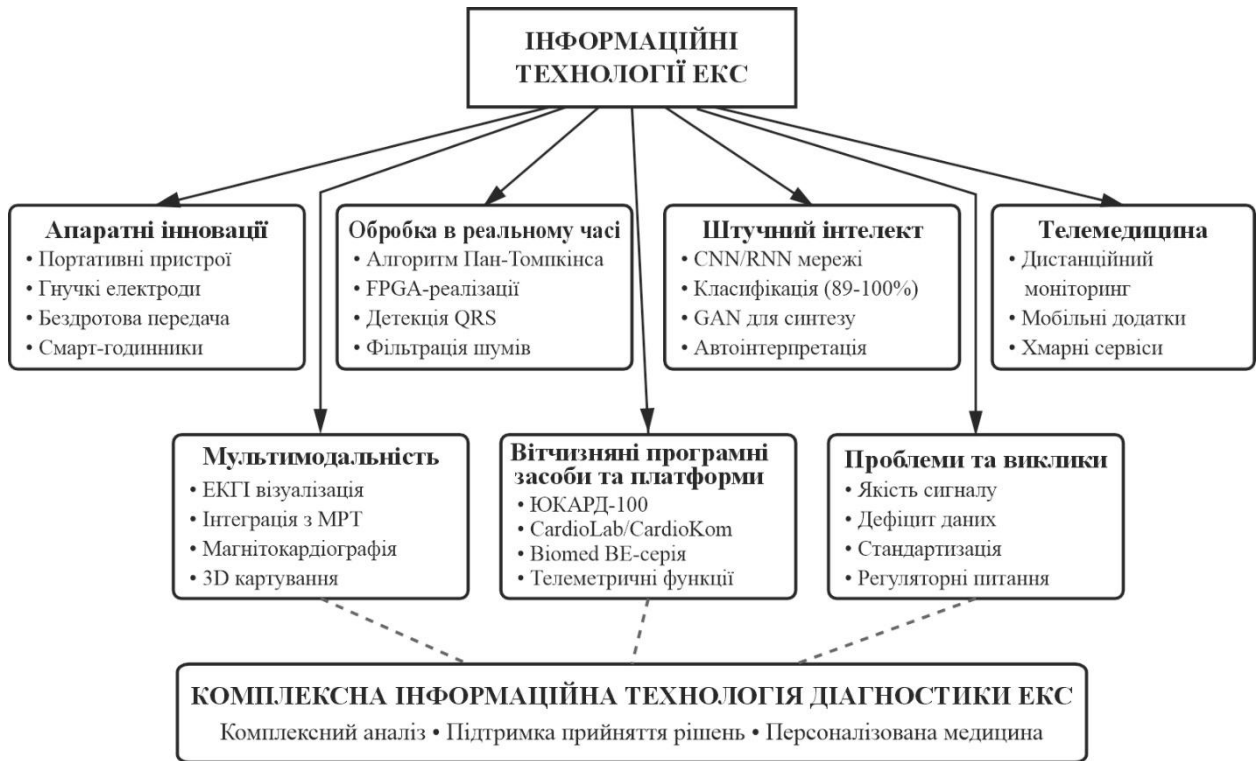 ІНФОРМАЦІЙНІ
ТЕХНОЛОГІЇ ЕКС
Апаратні інновації
• Портативні пристрої
• Гнучкі електроди
• Бездротова передача
• Смарт-годинники
Обробка в реальному часі
• Алгоритм Пан-Томпкінса
• FPGA-реалізації
• Детекція QRS
• Фільтрація шумів
Штучний інтелект
• CNN/RNN мережі
• Класифікація (89-100%)
• GAN для синтезу
• Автоінтерпретація
Телемедицина
• Дистанційний
моніторинг
• Мобільні додатки
• Хмарні сервіси
Мультимодальність
• ЕКГІ візуалізація
• Інтеграція з МРТ
• Магнітокардіографія
• 3D картування
Вітчизняні програмні
засоби та платформи
• ЮКАРД-100
• CardioLab/CardioKom
• Biomed BE-серія
• Телеметричні функції
Проблеми та виклики
• Якість сигналу
• Дефіцит даних
• Стандартизація
• Регуляторні питання
КОМПЛЕКСНА ІНФОРМАЦІЙНА ТЕХНОЛОГІЯ ДІАГНОСТИКИ ЕКС
Комплексний аналіз • Підтримка прийняття рішень • Персоналізована медицина